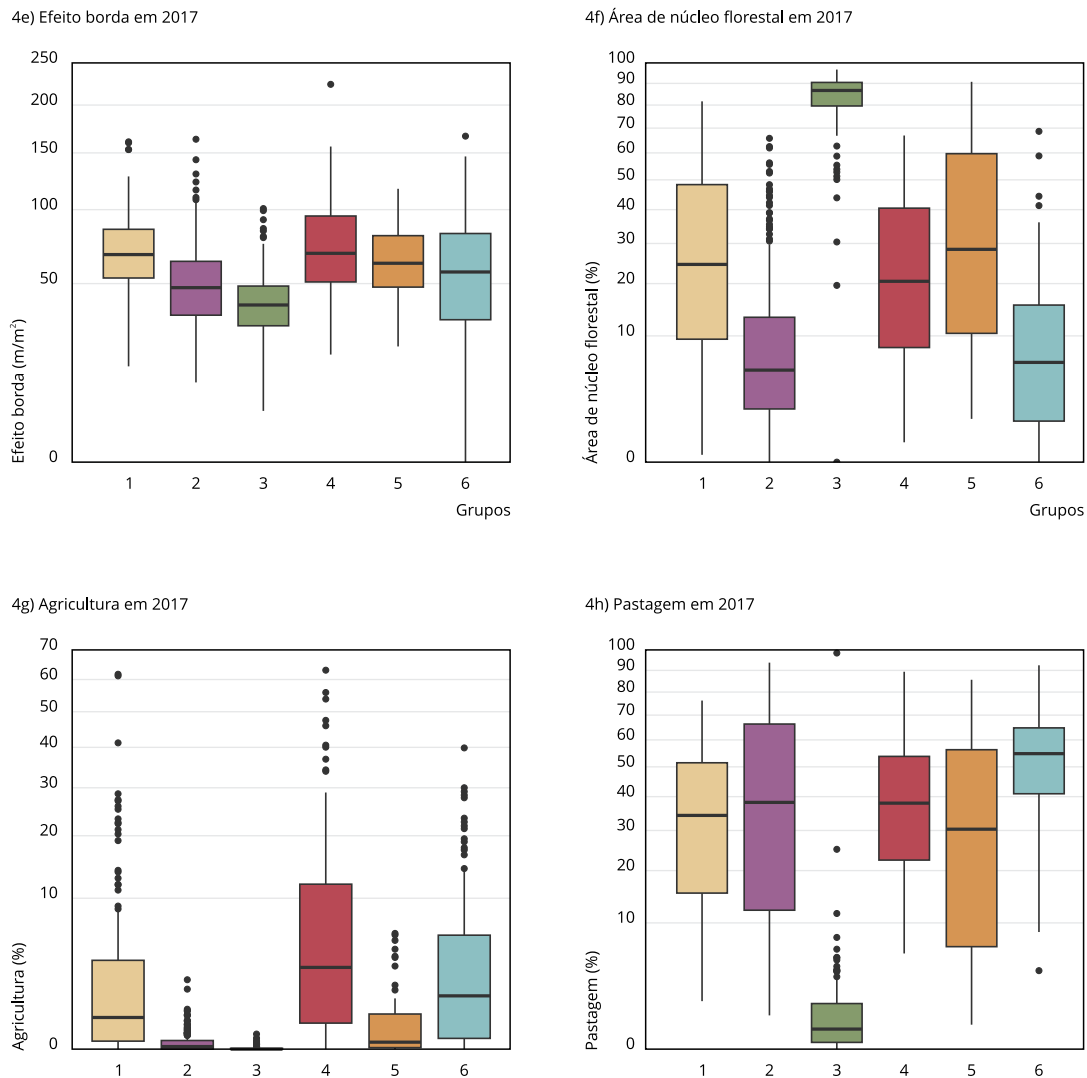 4e) Efeito borda em 2017
250
200
150
100
50
0
Efeito borda (m/m²)
1 2 3 4 5 6
Grupos
4f) Área de núcleo florestal em 2017
100
90
80
70
60
50
40
30
20
10
0
Área de núcleo florestal (%)
1 2 3 4 5 6
Grupos
4g) Agricultura em 2017
70
60
50
40
30
20
10
0
Agricultura (%)
1 2 3 4 5 6
4h) Pastagem em 2017
100
90
80
70
60
50
40
30
20
10
0
Pastagem (%)
1 2 3 4 5 6